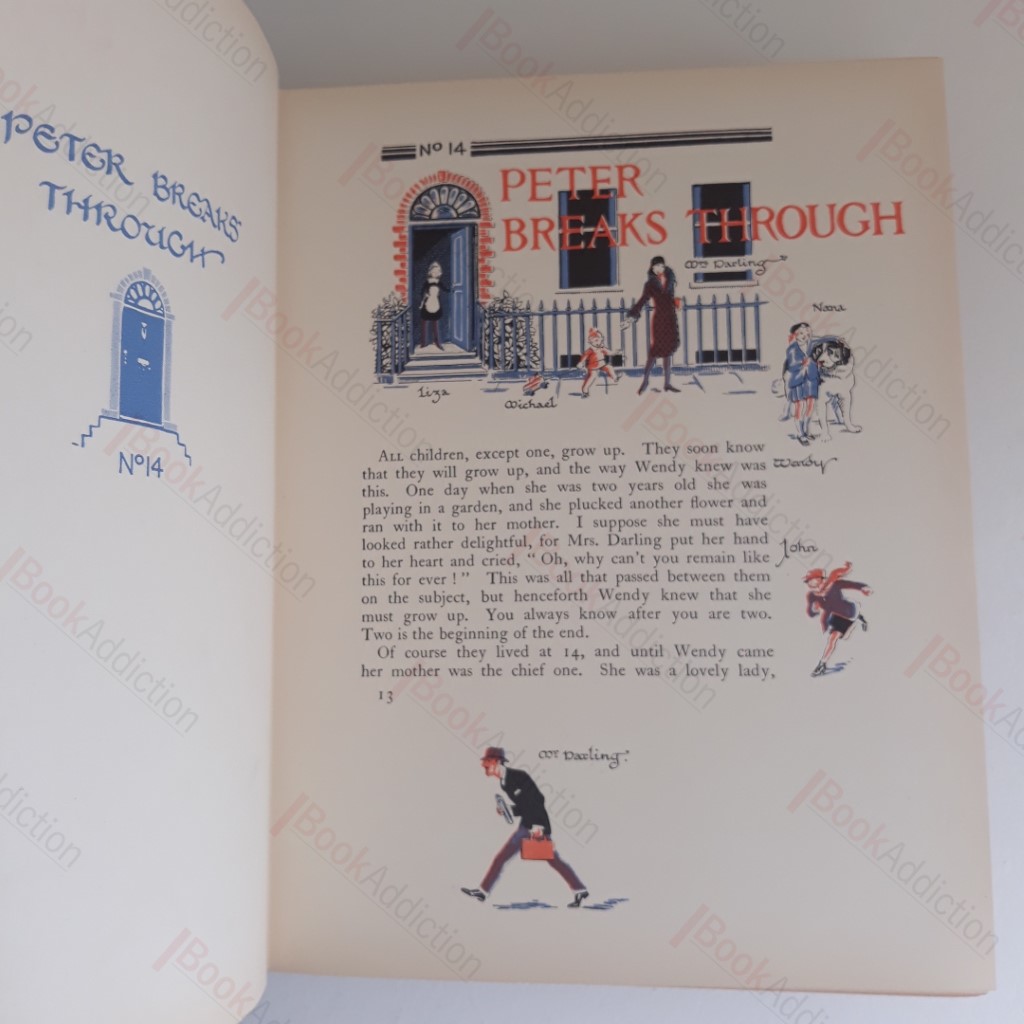 PETER BREAKS
THROUGH
Nº14
Nº 14
PETER
BREAKS THROUGH
Mrs Darling
Nana
Liza
Michael
Wendy
John
ALL children, except one, grow up. They soon know
that they will grow up, and the way Wendy knew was
this. One day when she was two years old she was
playing in a garden, and she plucked another flower and
ran with it to her mother. I suppose she must have
looked rather delightful, for Mrs. Darling put her hand
to her heart and cried, “ Oh, why can't you remain like
this for ever ! ” This was all that passed between them
on the subject, but henceforth Wendy knew that she
must grow up. You always know after you are two.
Two is the beginning of the end.
Of course they lived at 14, and until Wendy came
her mother was the chief one. She was a lovely lady,
13
Mr Darling.
BookAddiction